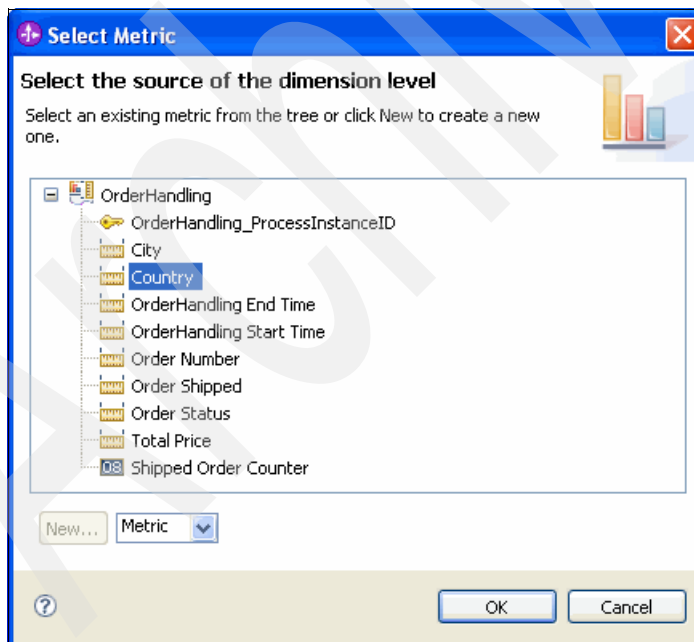 Select Metric
Select the source of the dimension level
Select an existing metric from the tree or click New to create a new
one.
OrderHandling
OrderHandling_ProcessInstanceID
City
Country
OrderHandling End Time
OrderHandling Start Time
Order Number
Order Shipped
Order Status
Total Price
08 Shipped Order Counter
New... Metric
? OK Cancel